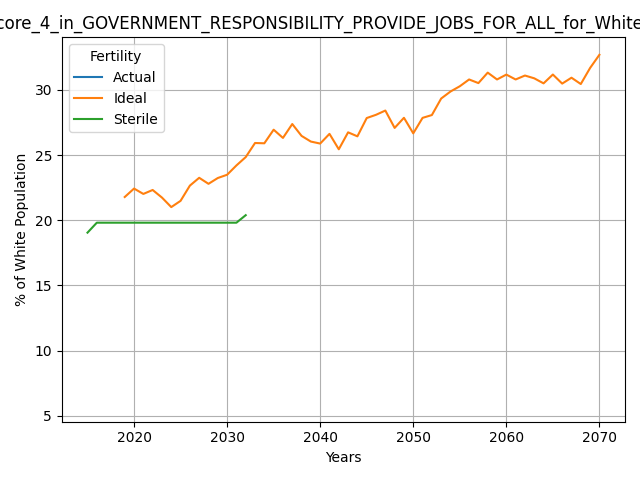 core_4_in_GOVERNMENT_RESPONSIBILITY_PROVIDE_JOBS_FOR_ALL_for_White
Fertility
Actual
Ideal
Sterile
% of White Population
30
25
20
15
10
5
2020 2030 2040 2050 2060 2070
Years